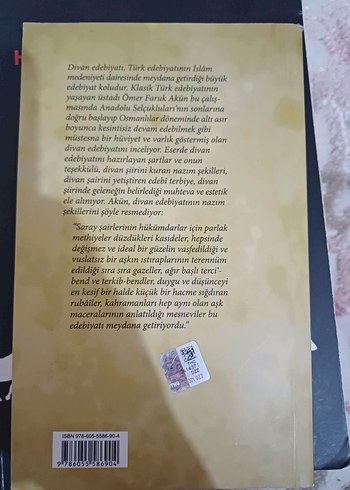 Divan edebiyatı, Türk edebiyatının İslâm
medeniyeti dairesinde meydana getirdiği büyük
edebiyat koludur. Klasik Türk edebiyatının
yaşayan üstadı Ömer Faruk Akün bu çalış-
masında Anadolu Selçukluları'nın sonlarına
doğru başlayıp Osmanlılar döneminde altı asır
boyunca kesintisiz devam edebilmek gibi
müstesna bir hüviyet ve varlık göstermiş olan
divan edebiyatını inceliyor. Eserde divan
edebiyatını hazırlayan şartlar ve onun
teşekkülü, divan şiirini kuran nazım şekilleri,
divan şairini yetiştiren edebî terbiye, divan
şiirinde geleneğin belirlediği muhteva ve estetik
ele alınıyor. Akün, divan edebiyatının nazım
şekillerini şöyle resmediyor:
"Saray şairlerinin hükümdarlar için parlak
methiyeler düzdükleri kasideler, hepsinde
değişmez ve ideal bir güzelin vasfedildiği ve
vuslatsız bir aşkın ıstıraplarının terennüm
edildiği sıra sıra gazeller, ağır başlı terci'-
bend ve terkib-bendler, duygu ve düşünceyi
en kesif bir halde küçük bir hacme sığdıran
rubâîler, kahramanları hep aynı olan aşk
maceralarının anlatıldığı mesneviler bu
edebiyatı meydana getiriyordu."
ISBN 978-605-5586-90-4
9 786055 586904